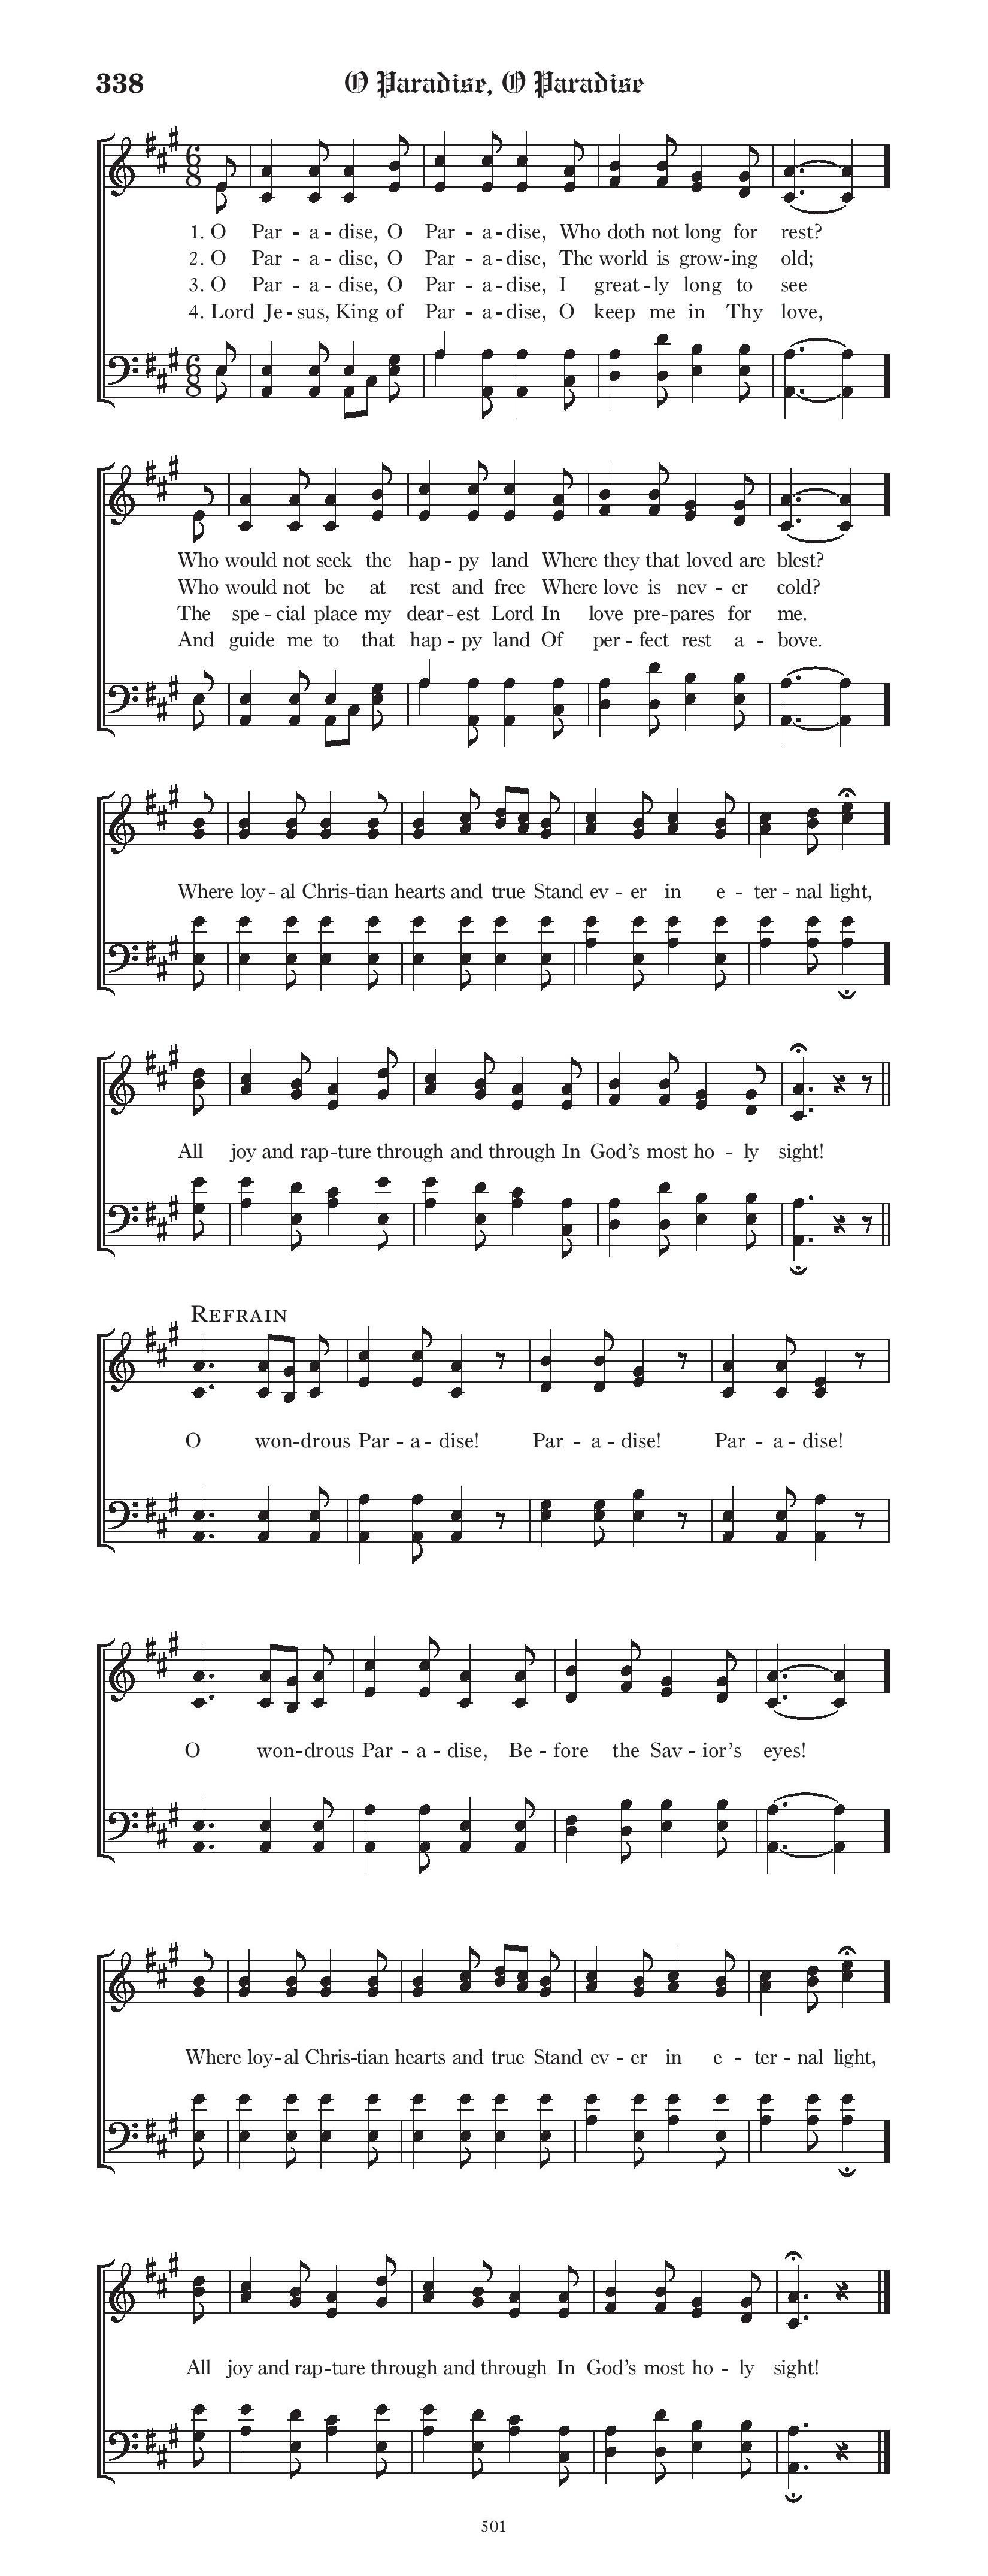 338 O Paradise, O Paradise
1. O Par - a - dise, O Par - a - dise, Who doth not long for rest?
2. O Par - a - dise, O Par - a - dise, The world is grow - ing old;
3. O Par - a - dise, O Par - a - dise, I great - ly long to see
4. Lord Je - sus, King of Par - a - dise, O keep me in Thy love,
Who would not seek the hap - py land Where they that loved are blest?
Who would not be at rest and free Where love is nev - er cold?
The spe - cial place my dear - est Lord In love pre - pares for me.
And guide me to that hap - py land Of per - fect rest a - bove.
Where loy - al Chris - tian hearts and true Stand ev - er in e - ter - nal light,
All joy and rap - ture through and through In God’s most ho - ly sight!
REFRAIN
O won - drous Par - a - dise! Par - a - dise! Par - a - dise!
O won - drous Par - a - dise, Be - fore the Sav - ior’s eyes!
Where loy - al Chris - tian hearts and true Stand ev - er in e - ter - nal light,
All joy and rap - ture through and through In God’s most ho - ly sight!
501